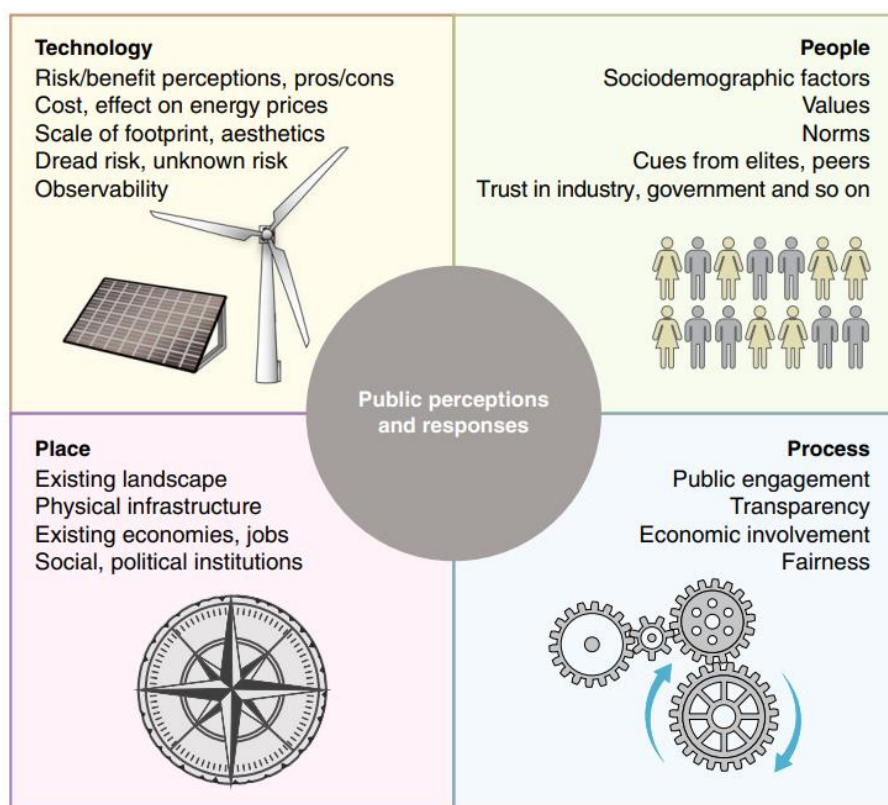 Technology
Risk/benefit perceptions, pros/cons
Cost, effect on energy prices
Scale of footprint, aesthetics
Dread risk, unknown risk
Observability
People
Sociodemographic factors
Values
Norms
Cues from elites, peers
Trust in industry, government and so on
Public perceptions
and responses
Place
Existing landscape
Physical infrastructure
Existing economies, jobs
Social, political institutions
Process
Public engagement
Transparency
Economic involvement
Fairness